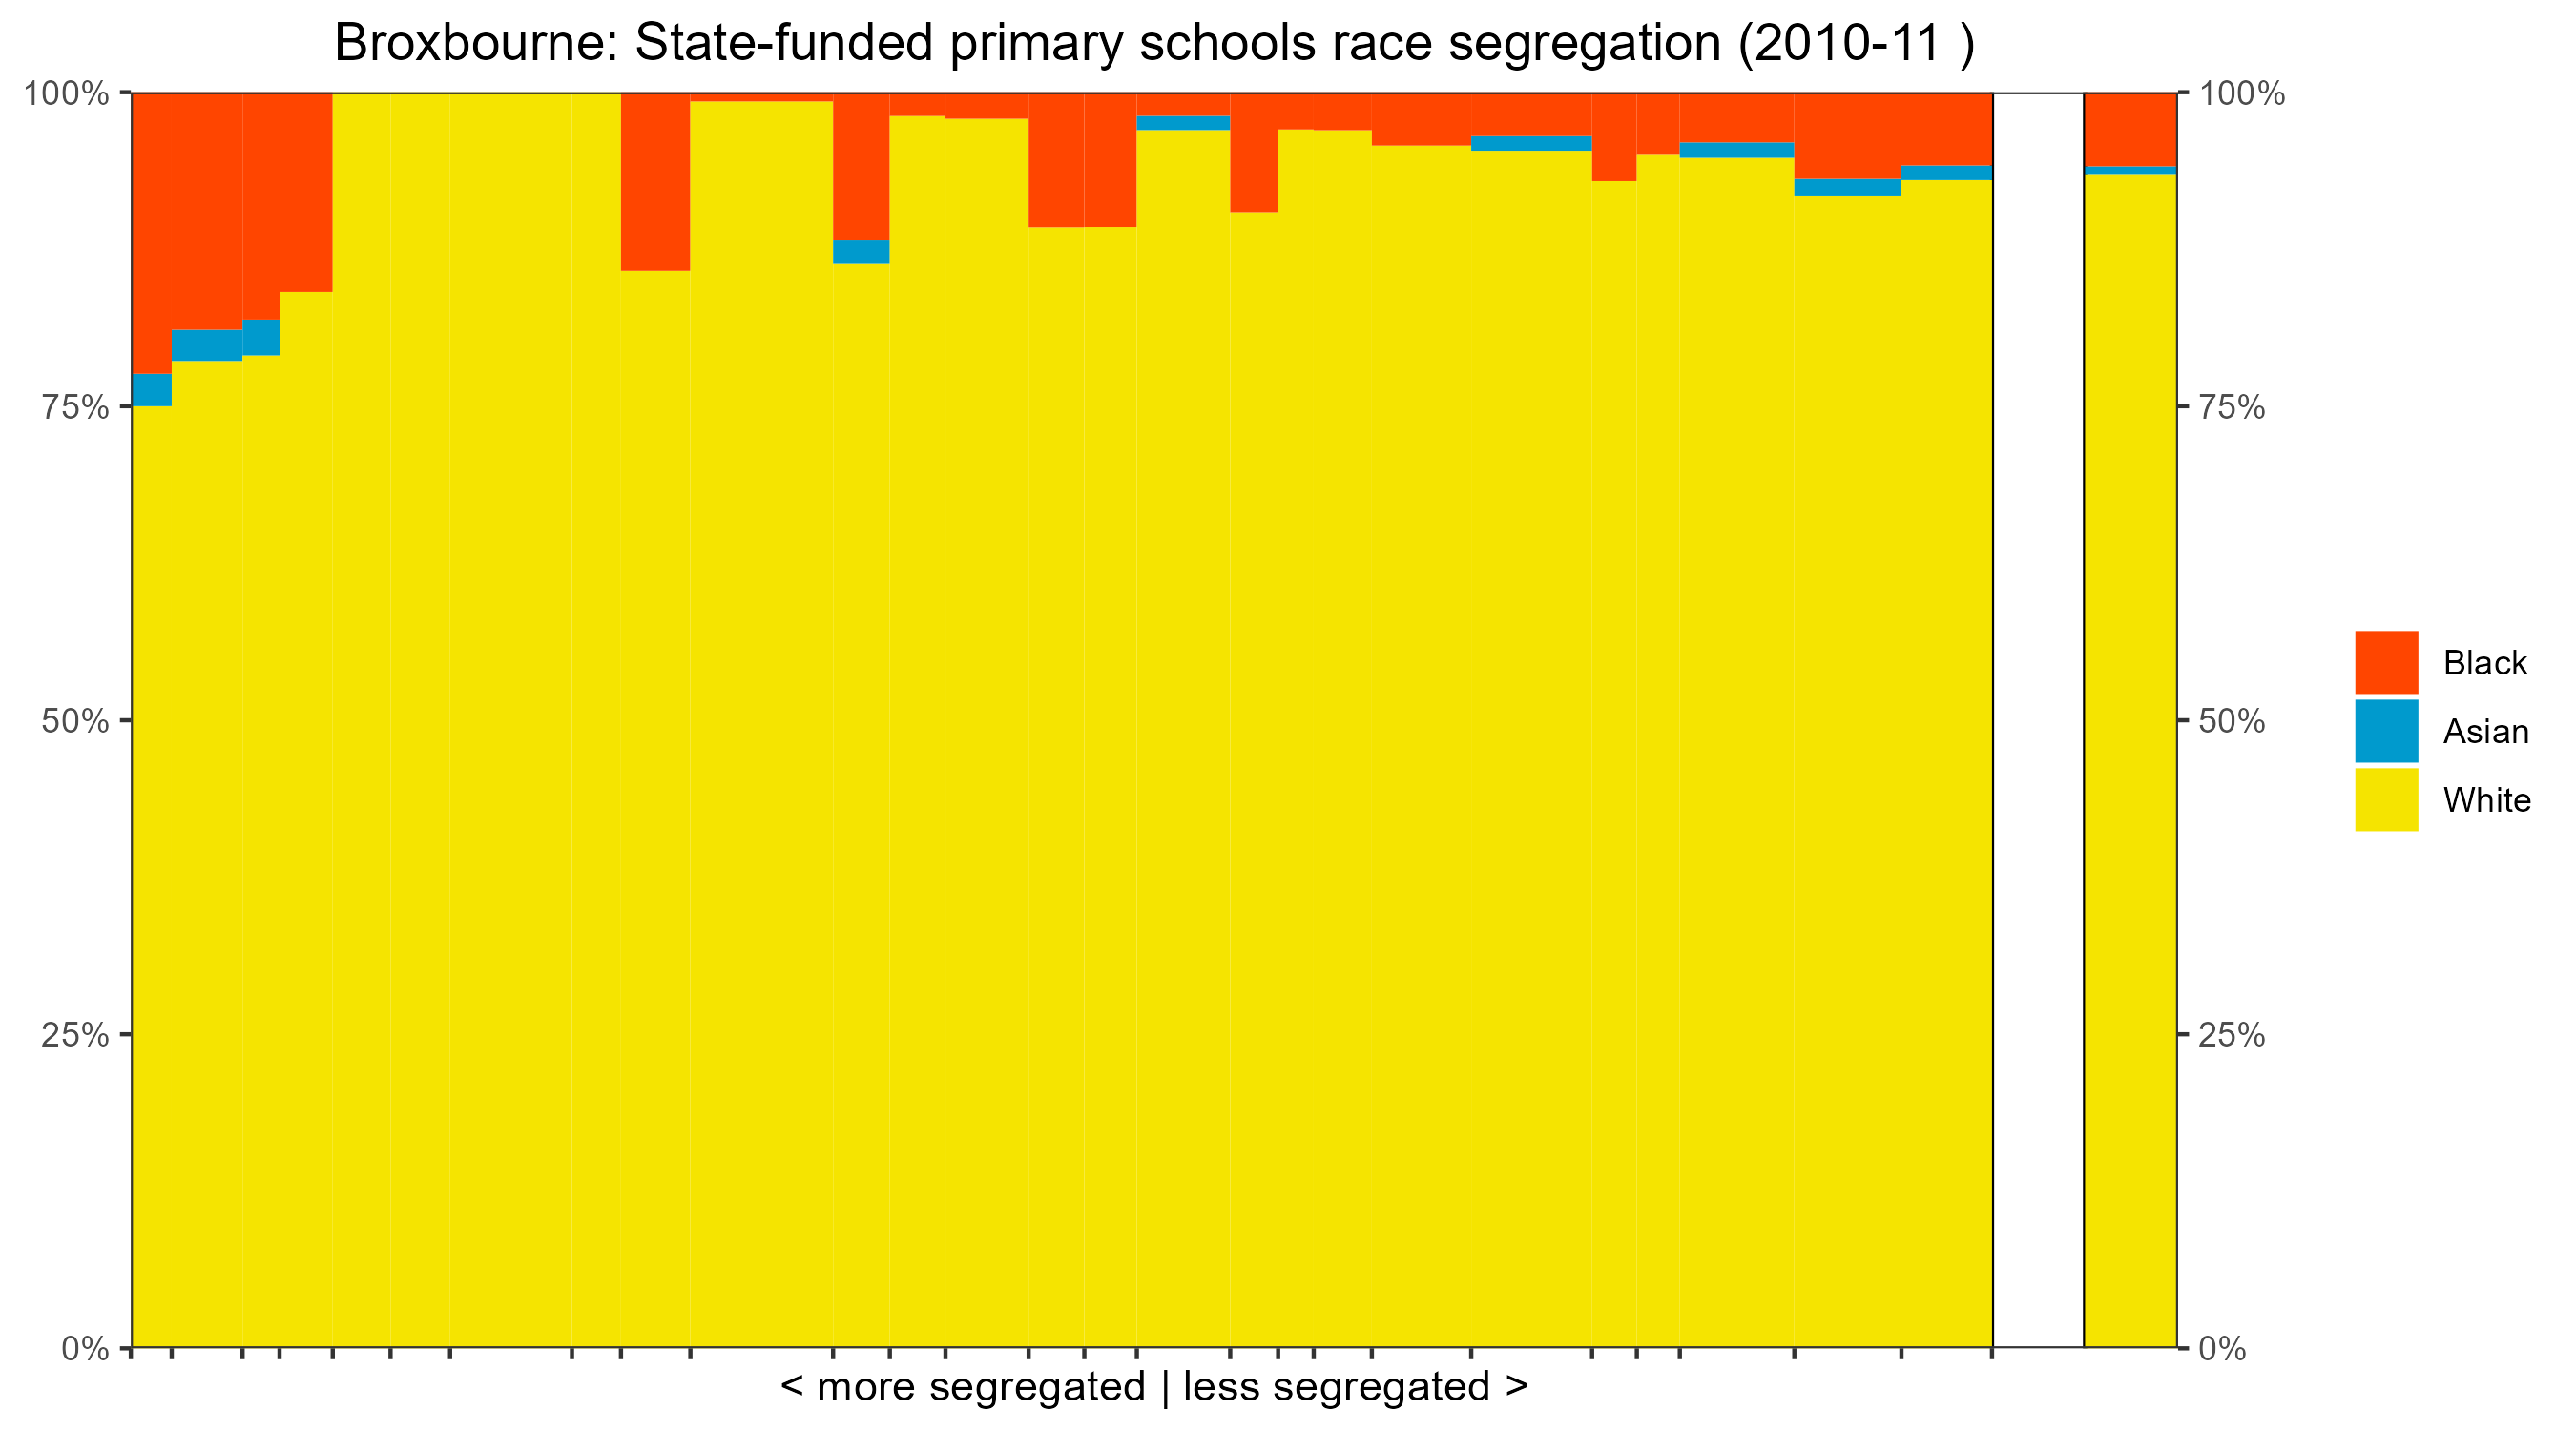 Broxbourne: State-funded primary schools race segregation (2010-11 )
100%
100%
75%
75%
Black
50%
Asian
50%
White
25%
25%
0%
0%
< more segregated | less segregated >